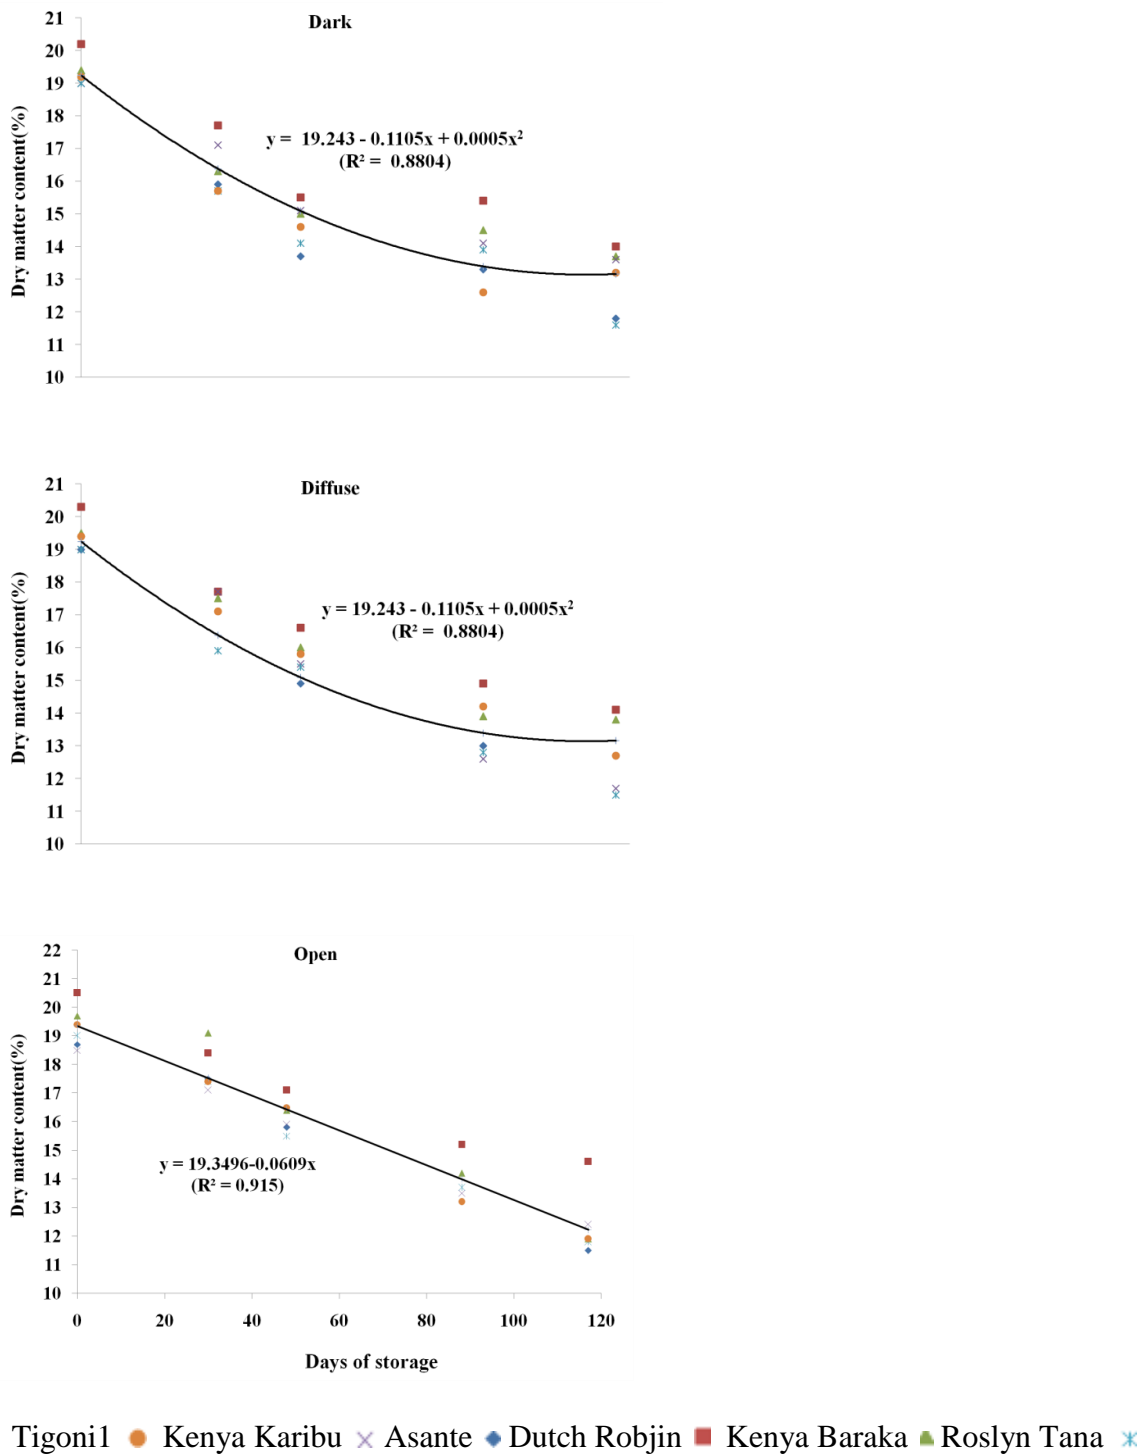 Dark
21
20
19
18
17
16
15
14
13
12
11
10
Dry matter content(%)
y = 19.243 - 0.1105x + 0.0005x²
(R² = 0.8804)
Diffuse
21
20
19
18
17
16
15
14
13
12
11
10
Dry matter content(%)
y = 19.243 - 0.1105x + 0.0005x²
(R² = 0.8804)
Open
22
21
20
19
18
17
16
15
14
13
12
11
10
Dry matter content(%)
y = 19.3496-0.0609x
(R² = 0.915)
0 20 40 60 80 100 120
Days of storage
Tigoni1 Kenya Karibu Asante Dutch Robjin Kenya Baraka Roslyn Tana